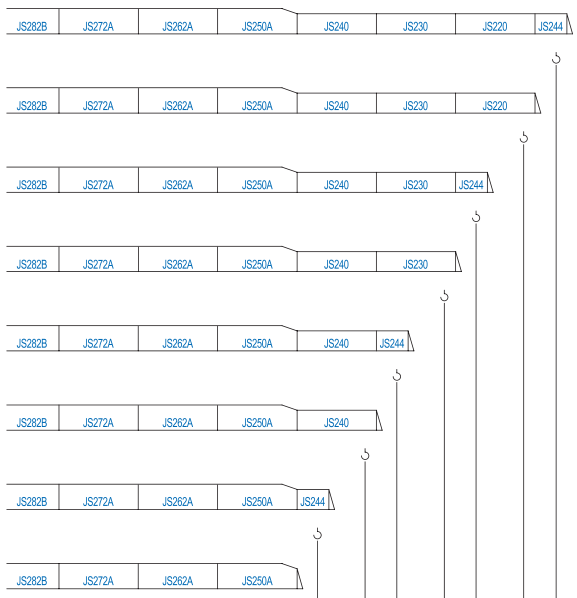 JS282B JS272A JS262A JS250A JS240 JS230 JS220 JS244
JS282B JS272A JS262A JS250A JS240 JS230 JS220
JS282B JS272A JS262A JS250A JS240 JS230 JS244
JS282B JS272A JS262A JS250A JS240 JS230
JS282B JS272A JS262A JS250A JS240 JS244
JS282B JS272A JS262A JS250A JS240
JS282B JS272A JS262A JS250A JS244
JS282B JS272A JS262A JS250A